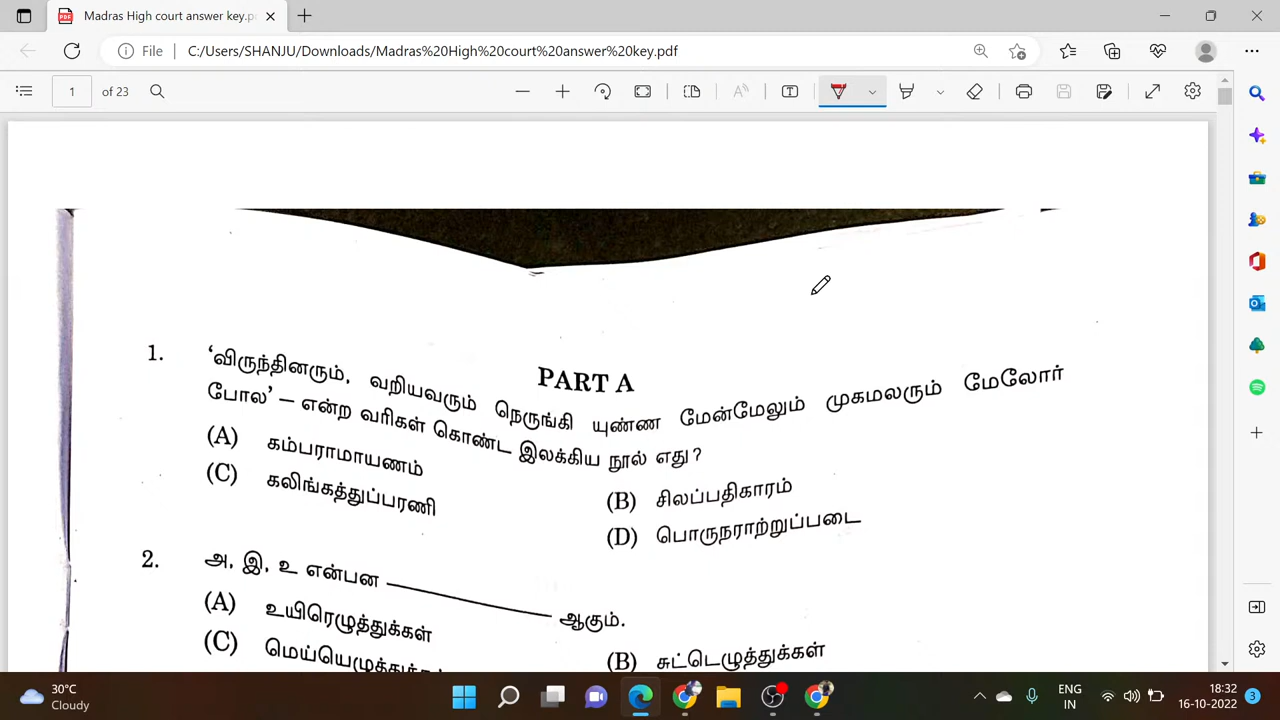 Madras High court answer key.p
File
C:/Users/SHANJU/Downloads/Madras%20High%20court%20answer%20key.pdf
1 of 23
PART A
1. ‘விருந்தினரும், வறியவரும் நெருங்கி யுண்ண மேன்மேலும் முகமலரும் மேலோர்
போல’ – என்ற வரிகள் கொண்ட இலக்கிய நூல் எது?
(A) கம்பராமாயணம்
(B) சிலப்பதிகாரம்
(C) கலிங்கத்துப்பரணி
(D) பொருநராற்றுப்படை
2. அ, இ, உ என்பன ____________ ஆகும்.
(A) உயிரெழுத்துக்கள்
(B) சுட்டெழுத்துக்கள்
(C)
30°C
Cloudy
ENG
IN
18:32
16-10-2022
3